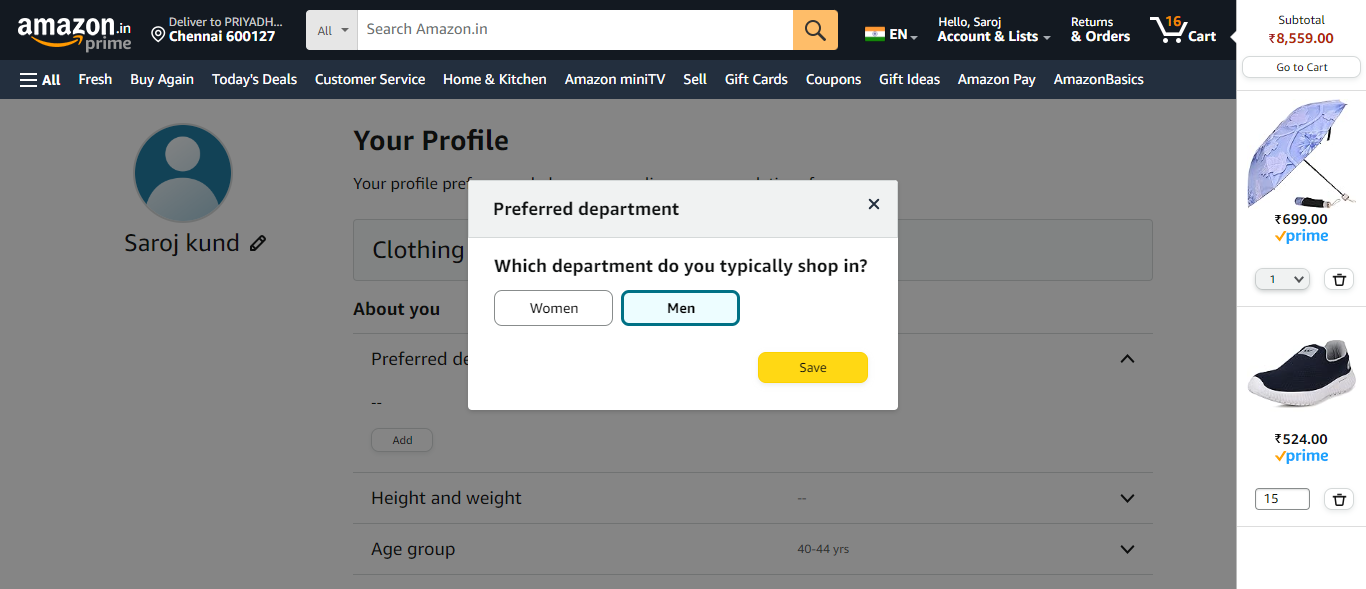 amazon.in
prime
Deliver to PRIYADH...
Chennai 600127
All
Search Amazon.in
EN
Hello, Saroj
Account & Lists
Returns
& Orders
16
Cart
All
Fresh
Buy Again
Today's Deals
Customer Service
Home & Kitchen
Amazon miniTV
Sell
Gift Cards
Coupons
Gift Ideas
Amazon Pay
AmazonBasics
Saroj kund
Your Profile
Your profile
Clothing
About you
Preferred
--
Add
Height and weight
--
Age group
40-44 yrs
Preferred department
Which department do you typically shop in?
Women
Men
Save
Subtotal
₹8,559.00
Go to Cart
₹699.00
prime
1
₹524.00
prime
15